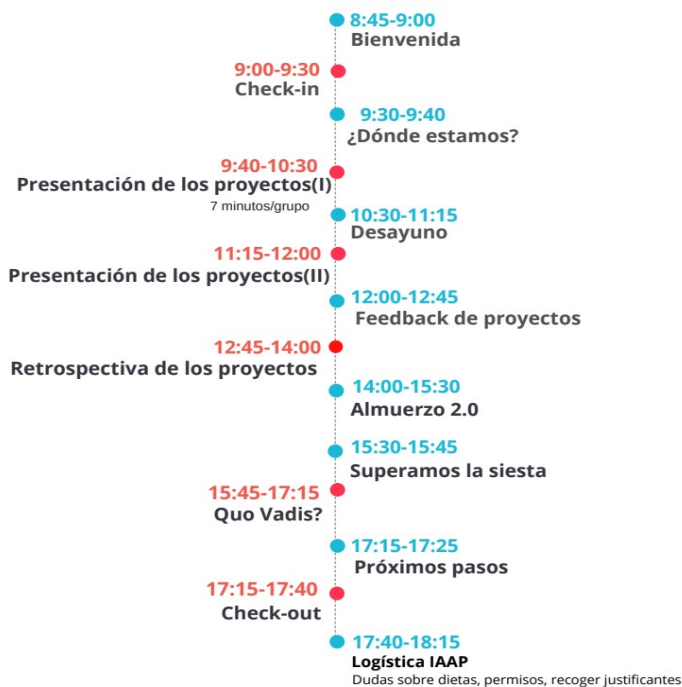 8:45-9:00
Bienvenida
9:00-9:30
Check-in
9:30-9:40
¿Dónde estamos?
9:40-10:30
Presentación de los proyectos(I)
7 minutos/grupo
10:30-11:15
Desayuno
11:15-12:00
Presentación de los proyectos(II)
12:00-12:45
Feedback de proyectos
12:45-14:00
Retrospectiva de los proyectos
14:00-15:30
Almuerzo 2.0
15:30-15:45
Superamos la siesta
15:45-17:15
Quo Vadis?
17:15-17:25
Próximos pasos
17:15-17:40
Check-out
17:40-18:15
Logística IAAP
Dudas sobre dietas, permisos, recoger justificantes